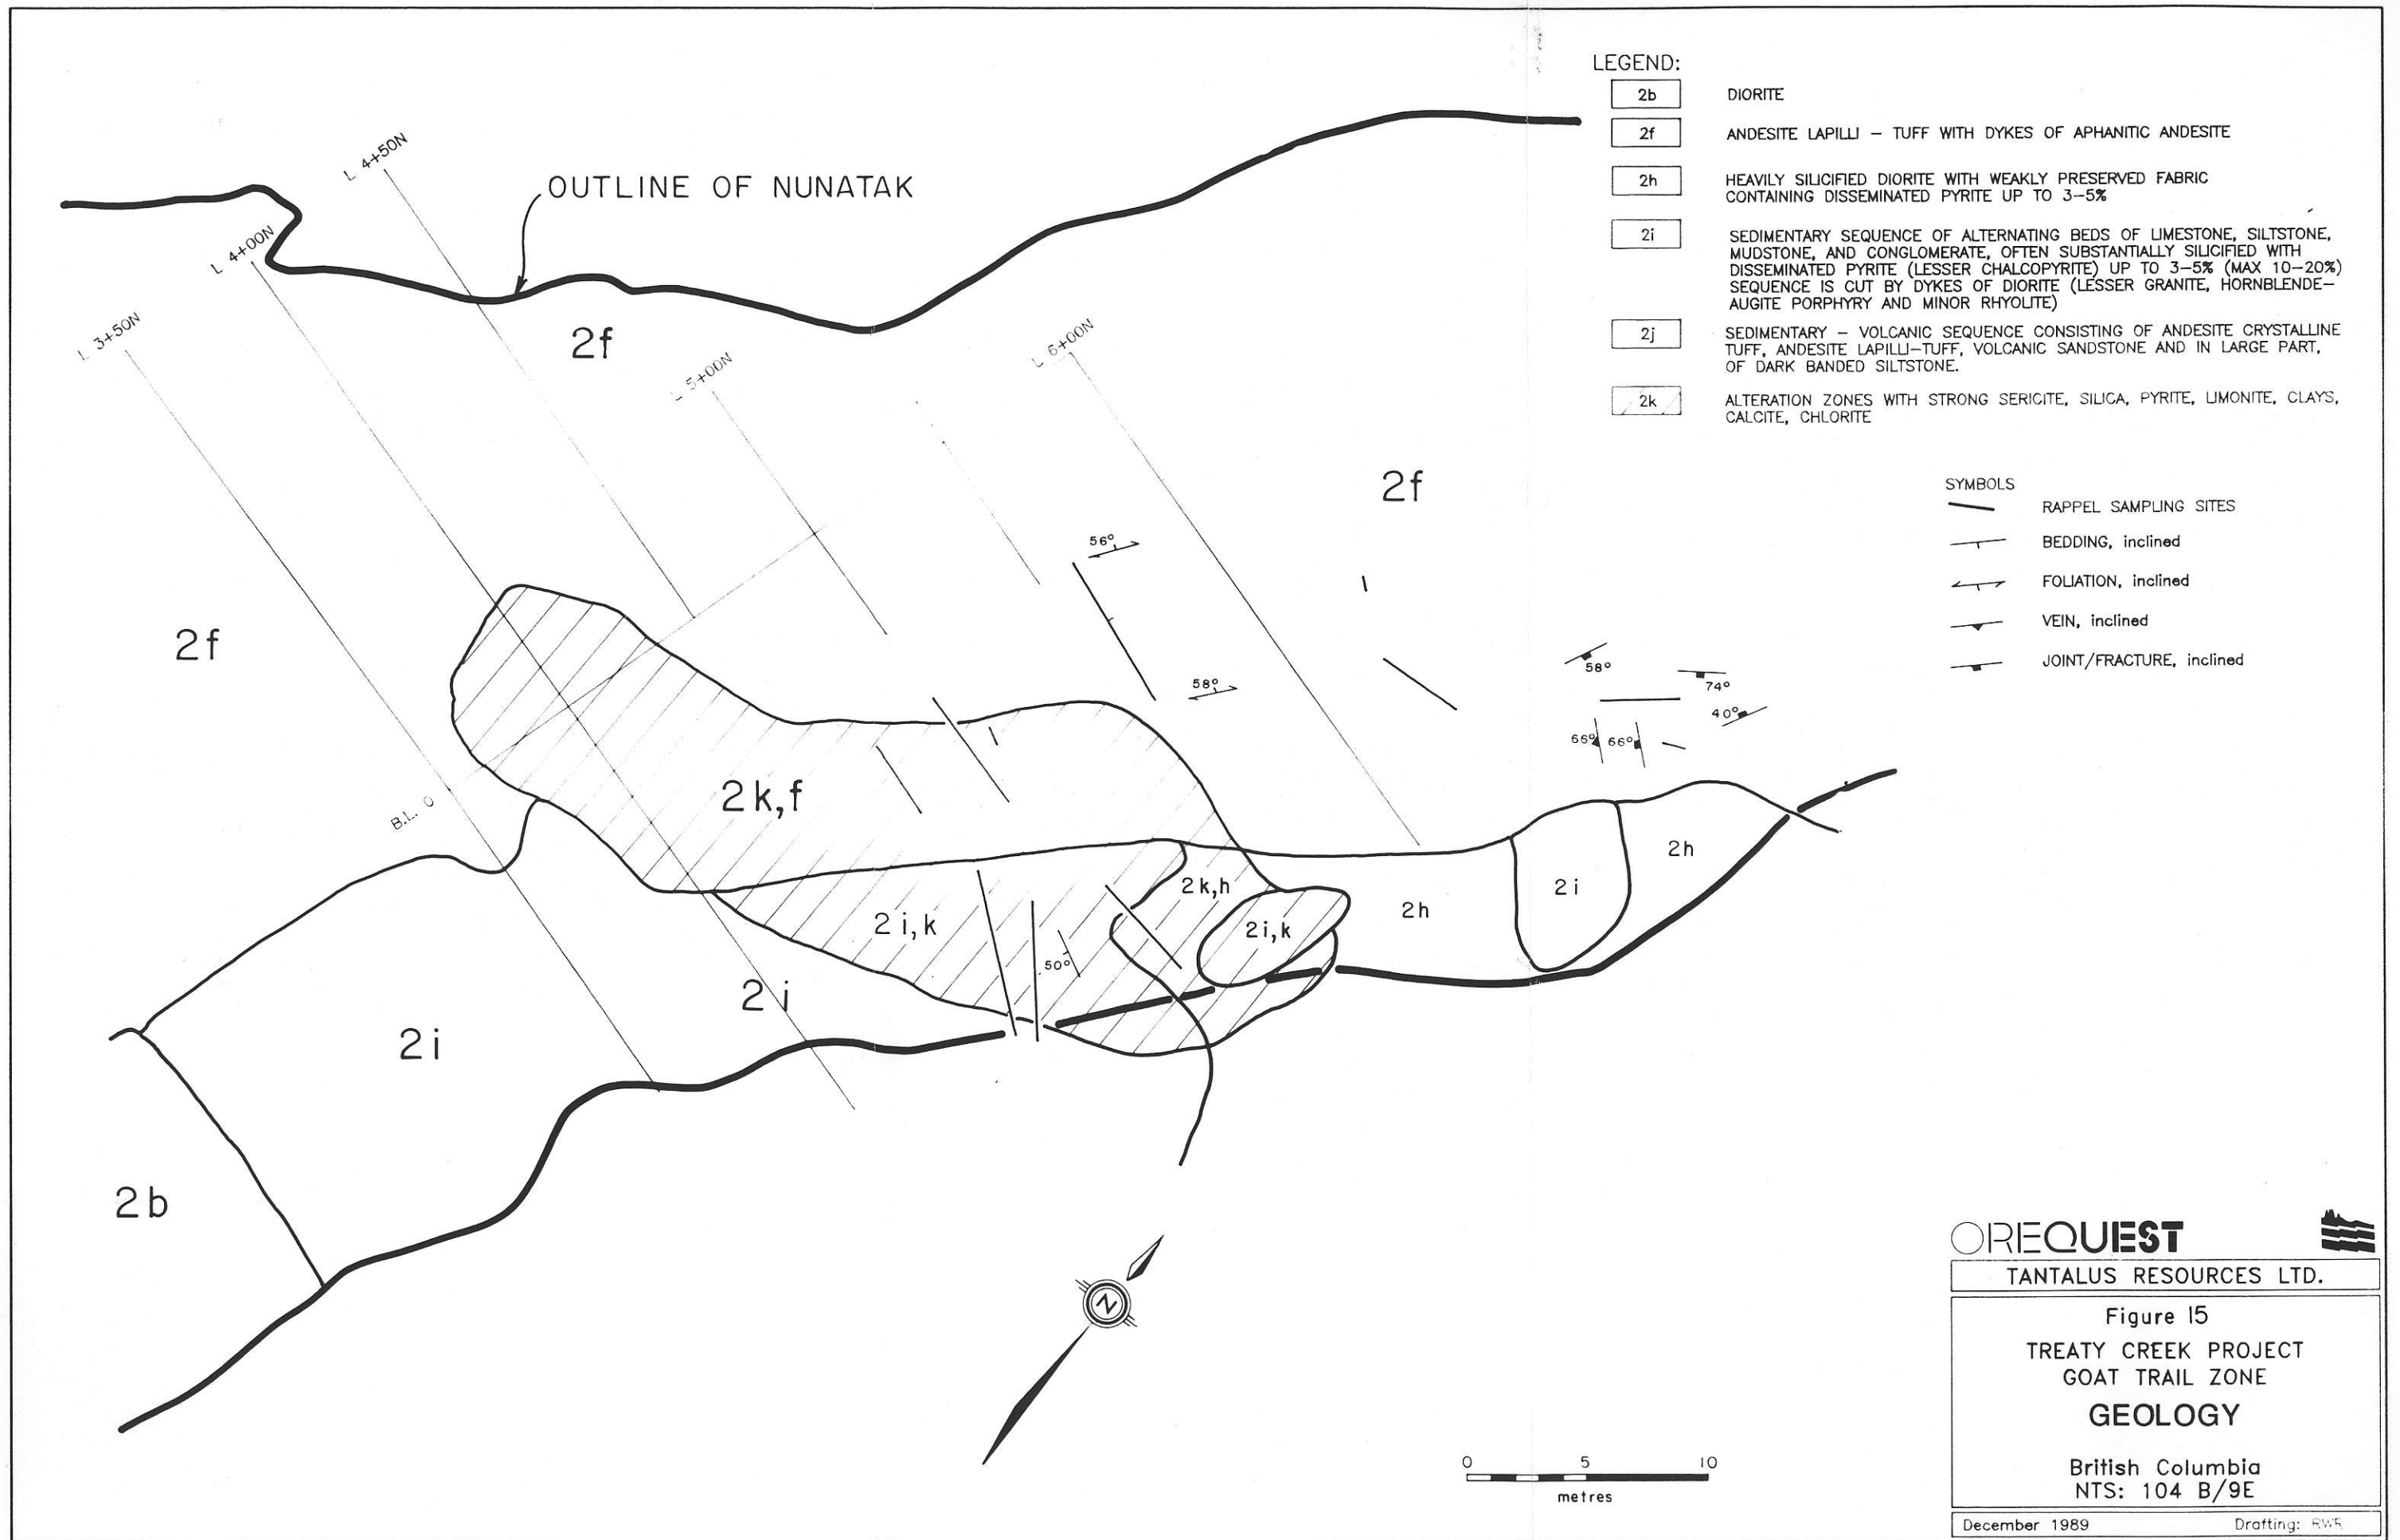 LEGEND:
2b DIORITE
2f ANDESITE LAPILLI – TUFF WITH DYKES OF APHANITIC ANDESITE
2h HEAVILY SILICIFIED DIORITE WITH WEAKLY PRESERVED FABRIC
CONTAINING DISSEMINATED PYRITE UP TO 3–5%
2i SEDIMENTARY SEQUENCE OF ALTERNATING BEDS OF LIMESTONE, SILTSTONE,
MUDSTONE, AND CONGLOMERATE, OFTEN SUBSTANTIALLY SILICIFIED WITH
DISSEMINATED PYRITE (LESSER CHALCOPYRITE) UP TO 3–5% (MAX 10–20%)
SEQUENCE IS CUT BY DYKES OF DIORITE (LESSER GRANITE, HORNBLENDE–
AUGITE PORPHYRY AND MINOR RHYOLITE)
2j SEDIMENTARY – VOLCANIC SEQUENCE CONSISTING OF ANDESITE CRYSTALLINE
TUFF, ANDESITE LAPILLI–TUFF, VOLCANIC SANDSTONE AND IN LARGE PART,
OF DARK BANDED SILTSTONE.
2k ALTERATION ZONES WITH STRONG SERICITE, SILICA, PYRITE, LIMONITE, CLAYS,
CALCITE, CHLORITE
SYMBOLS
RAPPEL SAMPLING SITES
BEDDING, inclined
FOLIATION, inclined
VEIN, inclined
JOINT/FRACTURE, inclined
L 4+50N
OUTLINE OF NUNATAK
L 4+00N
L 3+50N
2f
L 5+00N
L 6+00N
2f
56°
2f
58°
58°
74°
40°
66°
66°
2k,f
B.L. 0
2h
2k,h
2i
2h
2i,k
2i,k
50°
2i
2i
2b
N
0 5 10
metres
OREQUEST
TANTALUS RESOURCES LTD.
Figure 15
TREATY CREEK PROJECT
GOAT TRAIL ZONE
GEOLOGY
British Columbia
NTS: 104 B/9E
December 1989 Drafting: RWR